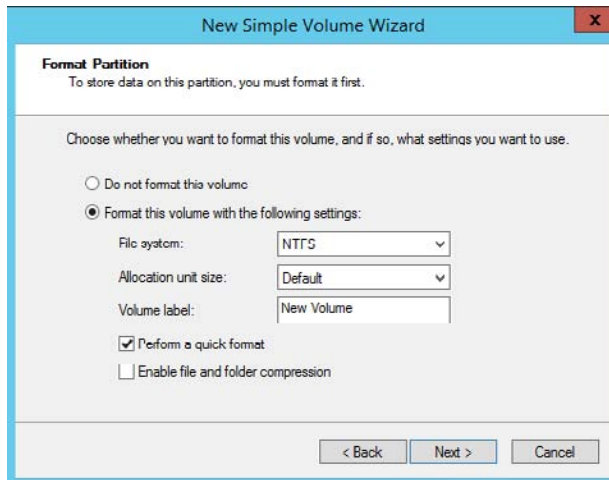 New Simple Volume Wizard
x
Format Partition
To store data on this partition, you must format it first.
Choose whether you want to format this volume, and if so, what settings you want to use.
Do not format this volume
Format this volume with the following settings:
File system: NTFS
Allocation unit size: Default
Volume label: New Volume
Perform a quick format
Enable file and folder compression
< Back Next > Cancel